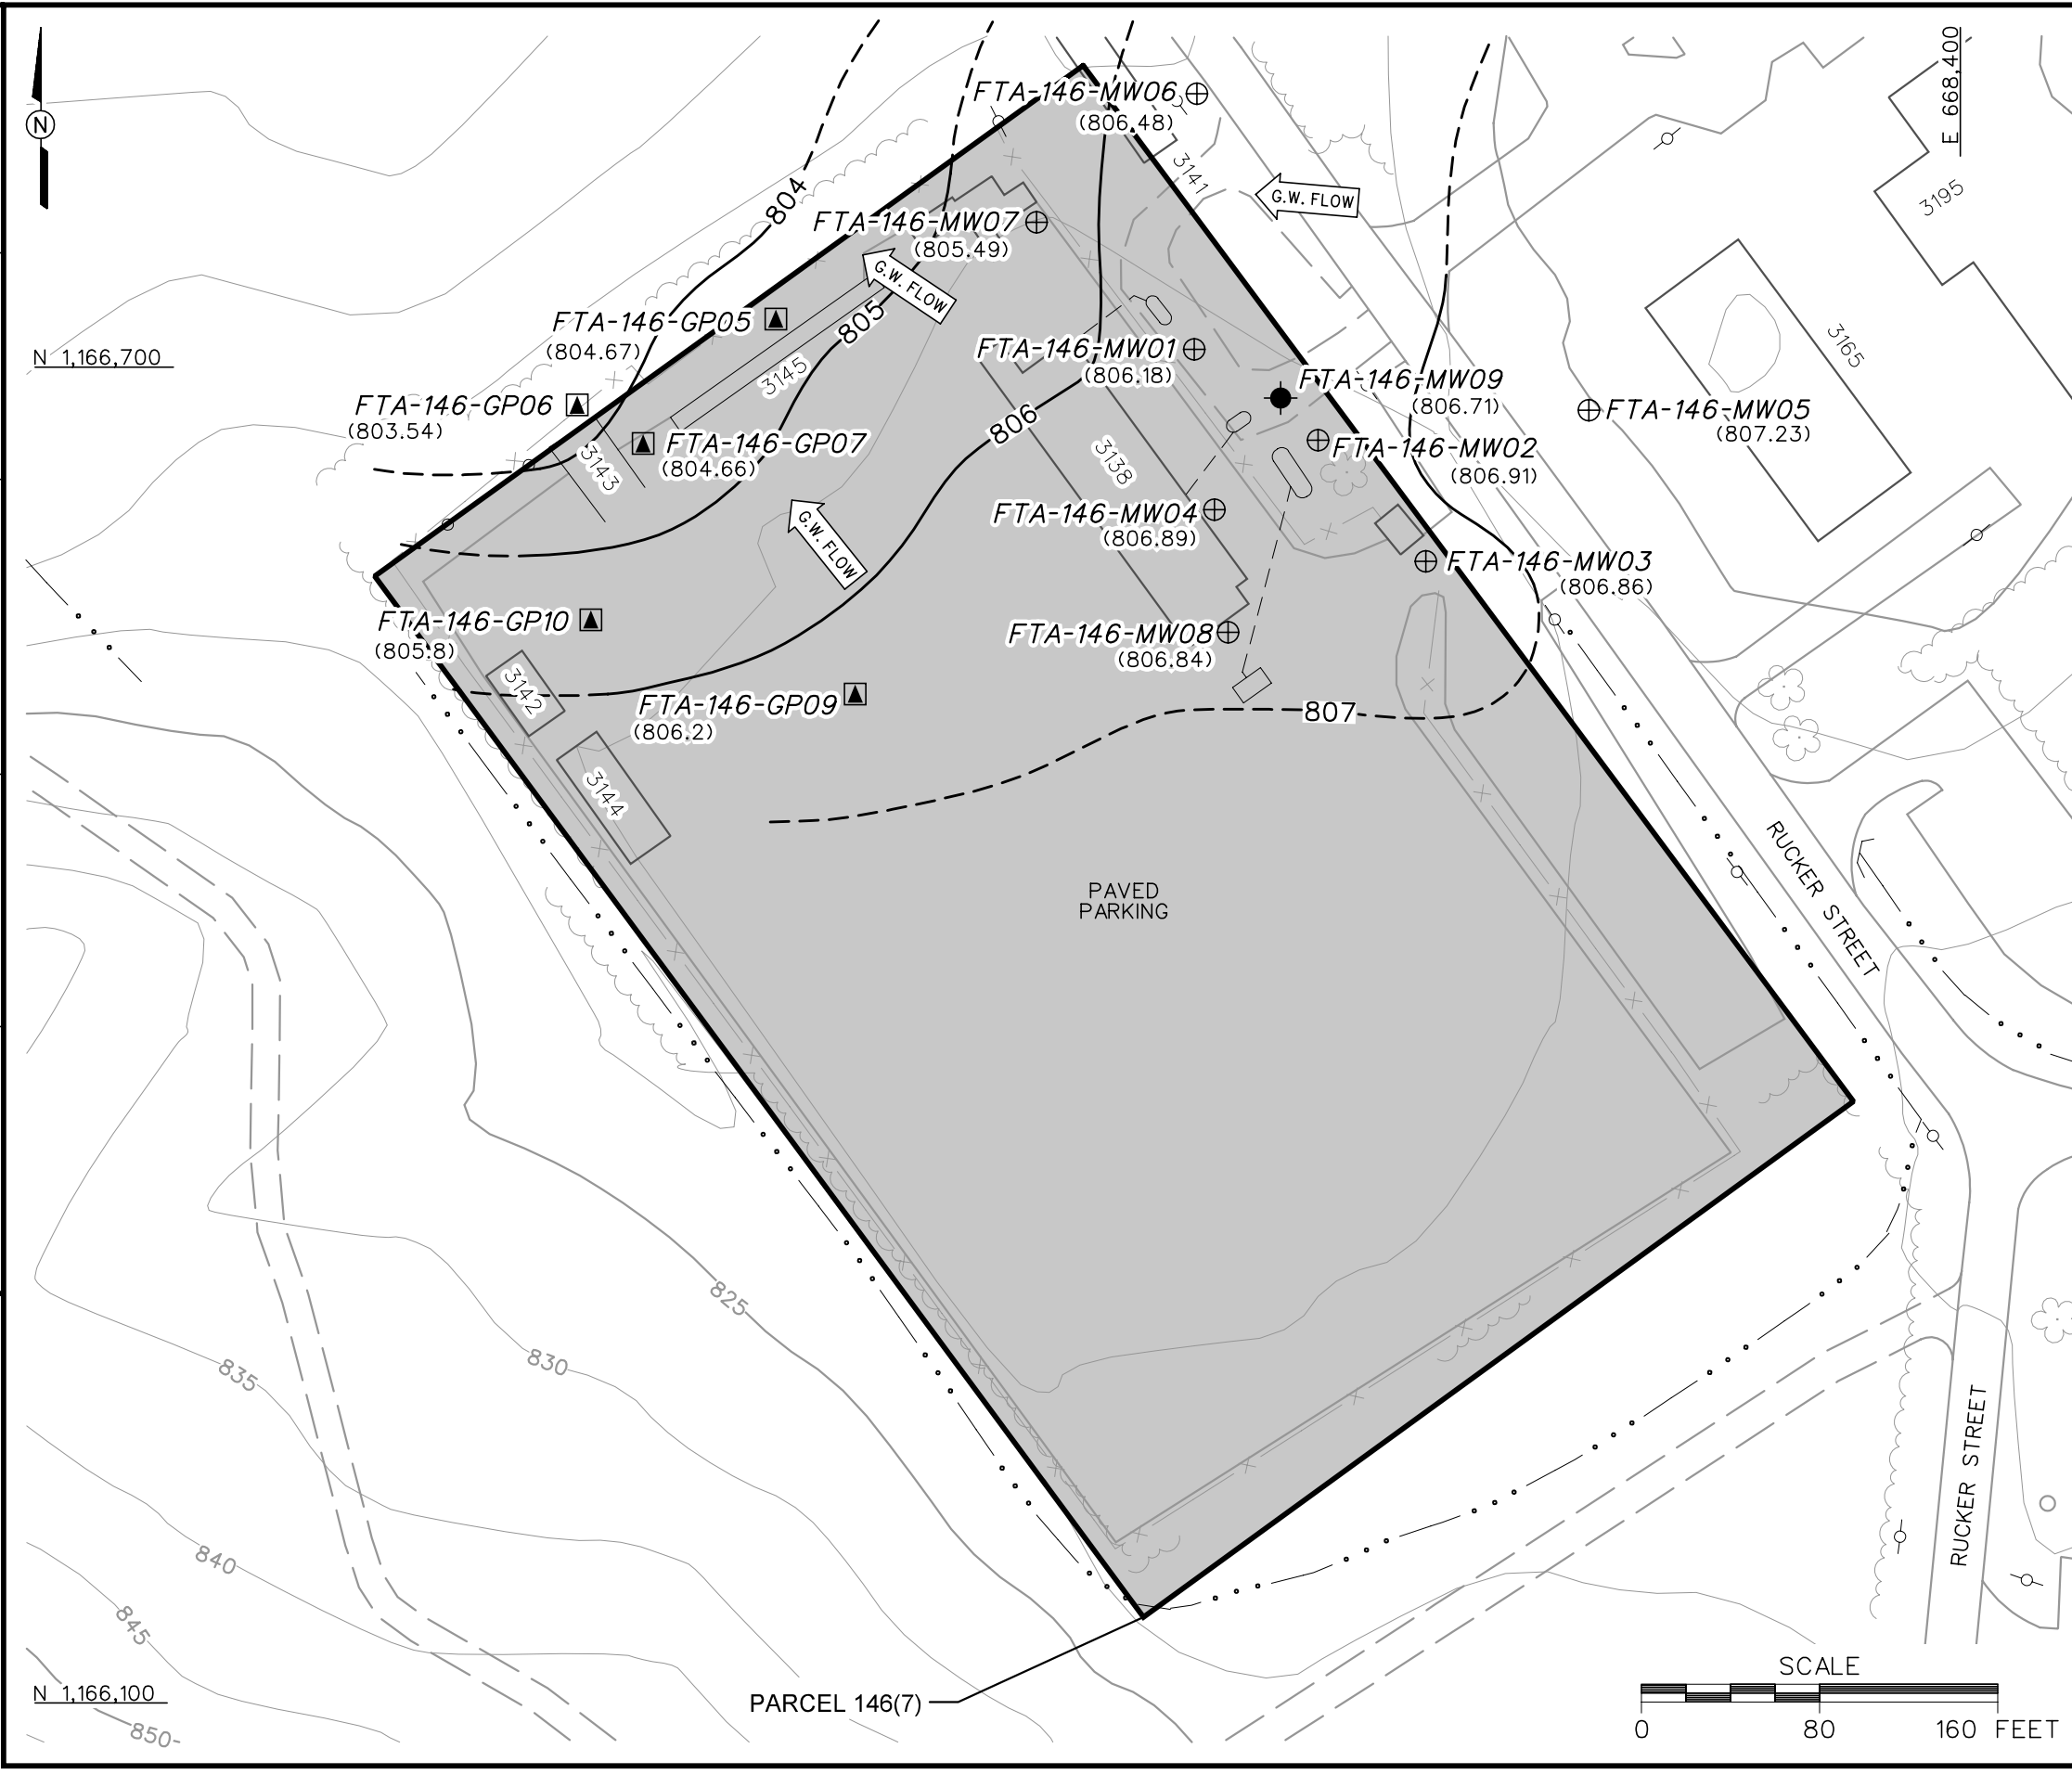 E 668,400
FTA-146-MW06
(806.48)
3141
G.W. FLOW
3195
804
FTA-146-MW07
(805.49)
G.W. FLOW
FTA-146-GP05
(804.67)
805
3165
N 1,166,700
3145
FTA-146-MW01
(806.18)
FTA-146-MW09
(806.71)
FTA-146-MW05
(807.23)
FTA-146-GP06
(803.54)
806
FTA-146-GP07
(804.66)
3143
3138
FTA-146-MW02
(806.91)
FTA-146-MW04
(806.89)
G.W. FLOW
FTA-146-MW03
(806.86)
FTA-146-GP10
(805.8)
FTA-146-MW08
(806.84)
3142
FTA-146-GP09
(806.2)
807
3144
PAVED
PARKING
RUCKER STREET
825
830
835
RUCKER STREET
840
845
SCALE
N 1,166,100
PARCEL 146(7)
850-
0 80 160 FEET
N